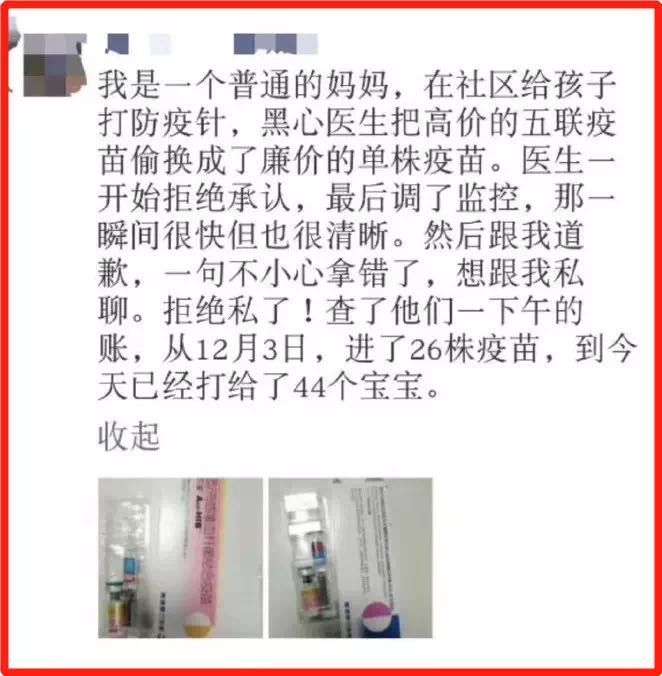 我是一个普通的妈妈，在社区给孩子
打防疫针，黑心医生把高价的五联疫
苗偷换成了廉价的单株疫苗。医生一
开始拒绝承认，最后调了监控，那一
瞬间很快但也很清晰。然后跟我道
歉，一句不小心拿错了，想跟我私
聊。拒绝私了！查了他们一下午的
账，从12月3日，进了26株疫苗，到今
天已经打给了44个宝宝。
收起